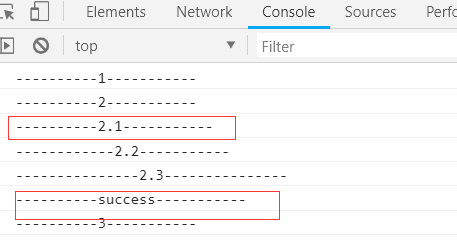 Elements Network Console Sources Perfo
top ▼ Filter
----------1-----------
----------2-----------
----------2.1-----------
------------2.2-----------
---------------2.3---------------
----------success-----------
----------3-----------